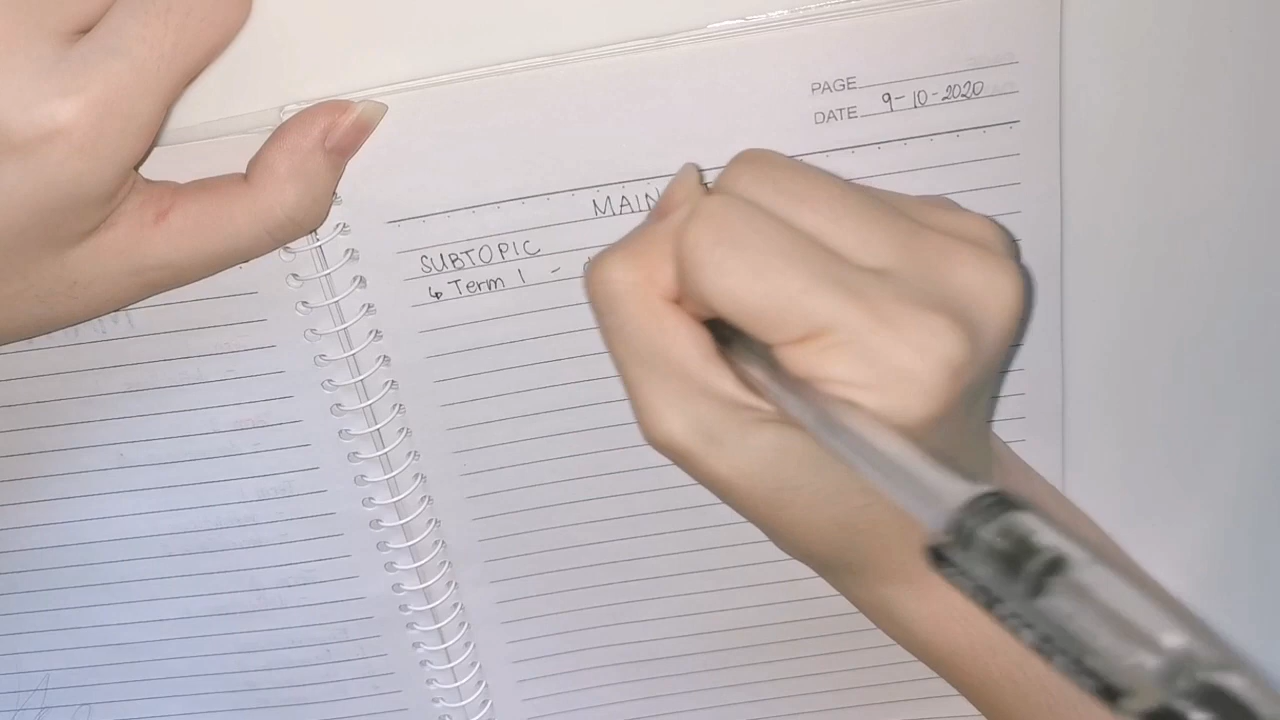 PAGE
DATE 9-10-2020
MAIN
SUBTOPIC
↳ Term 1 -